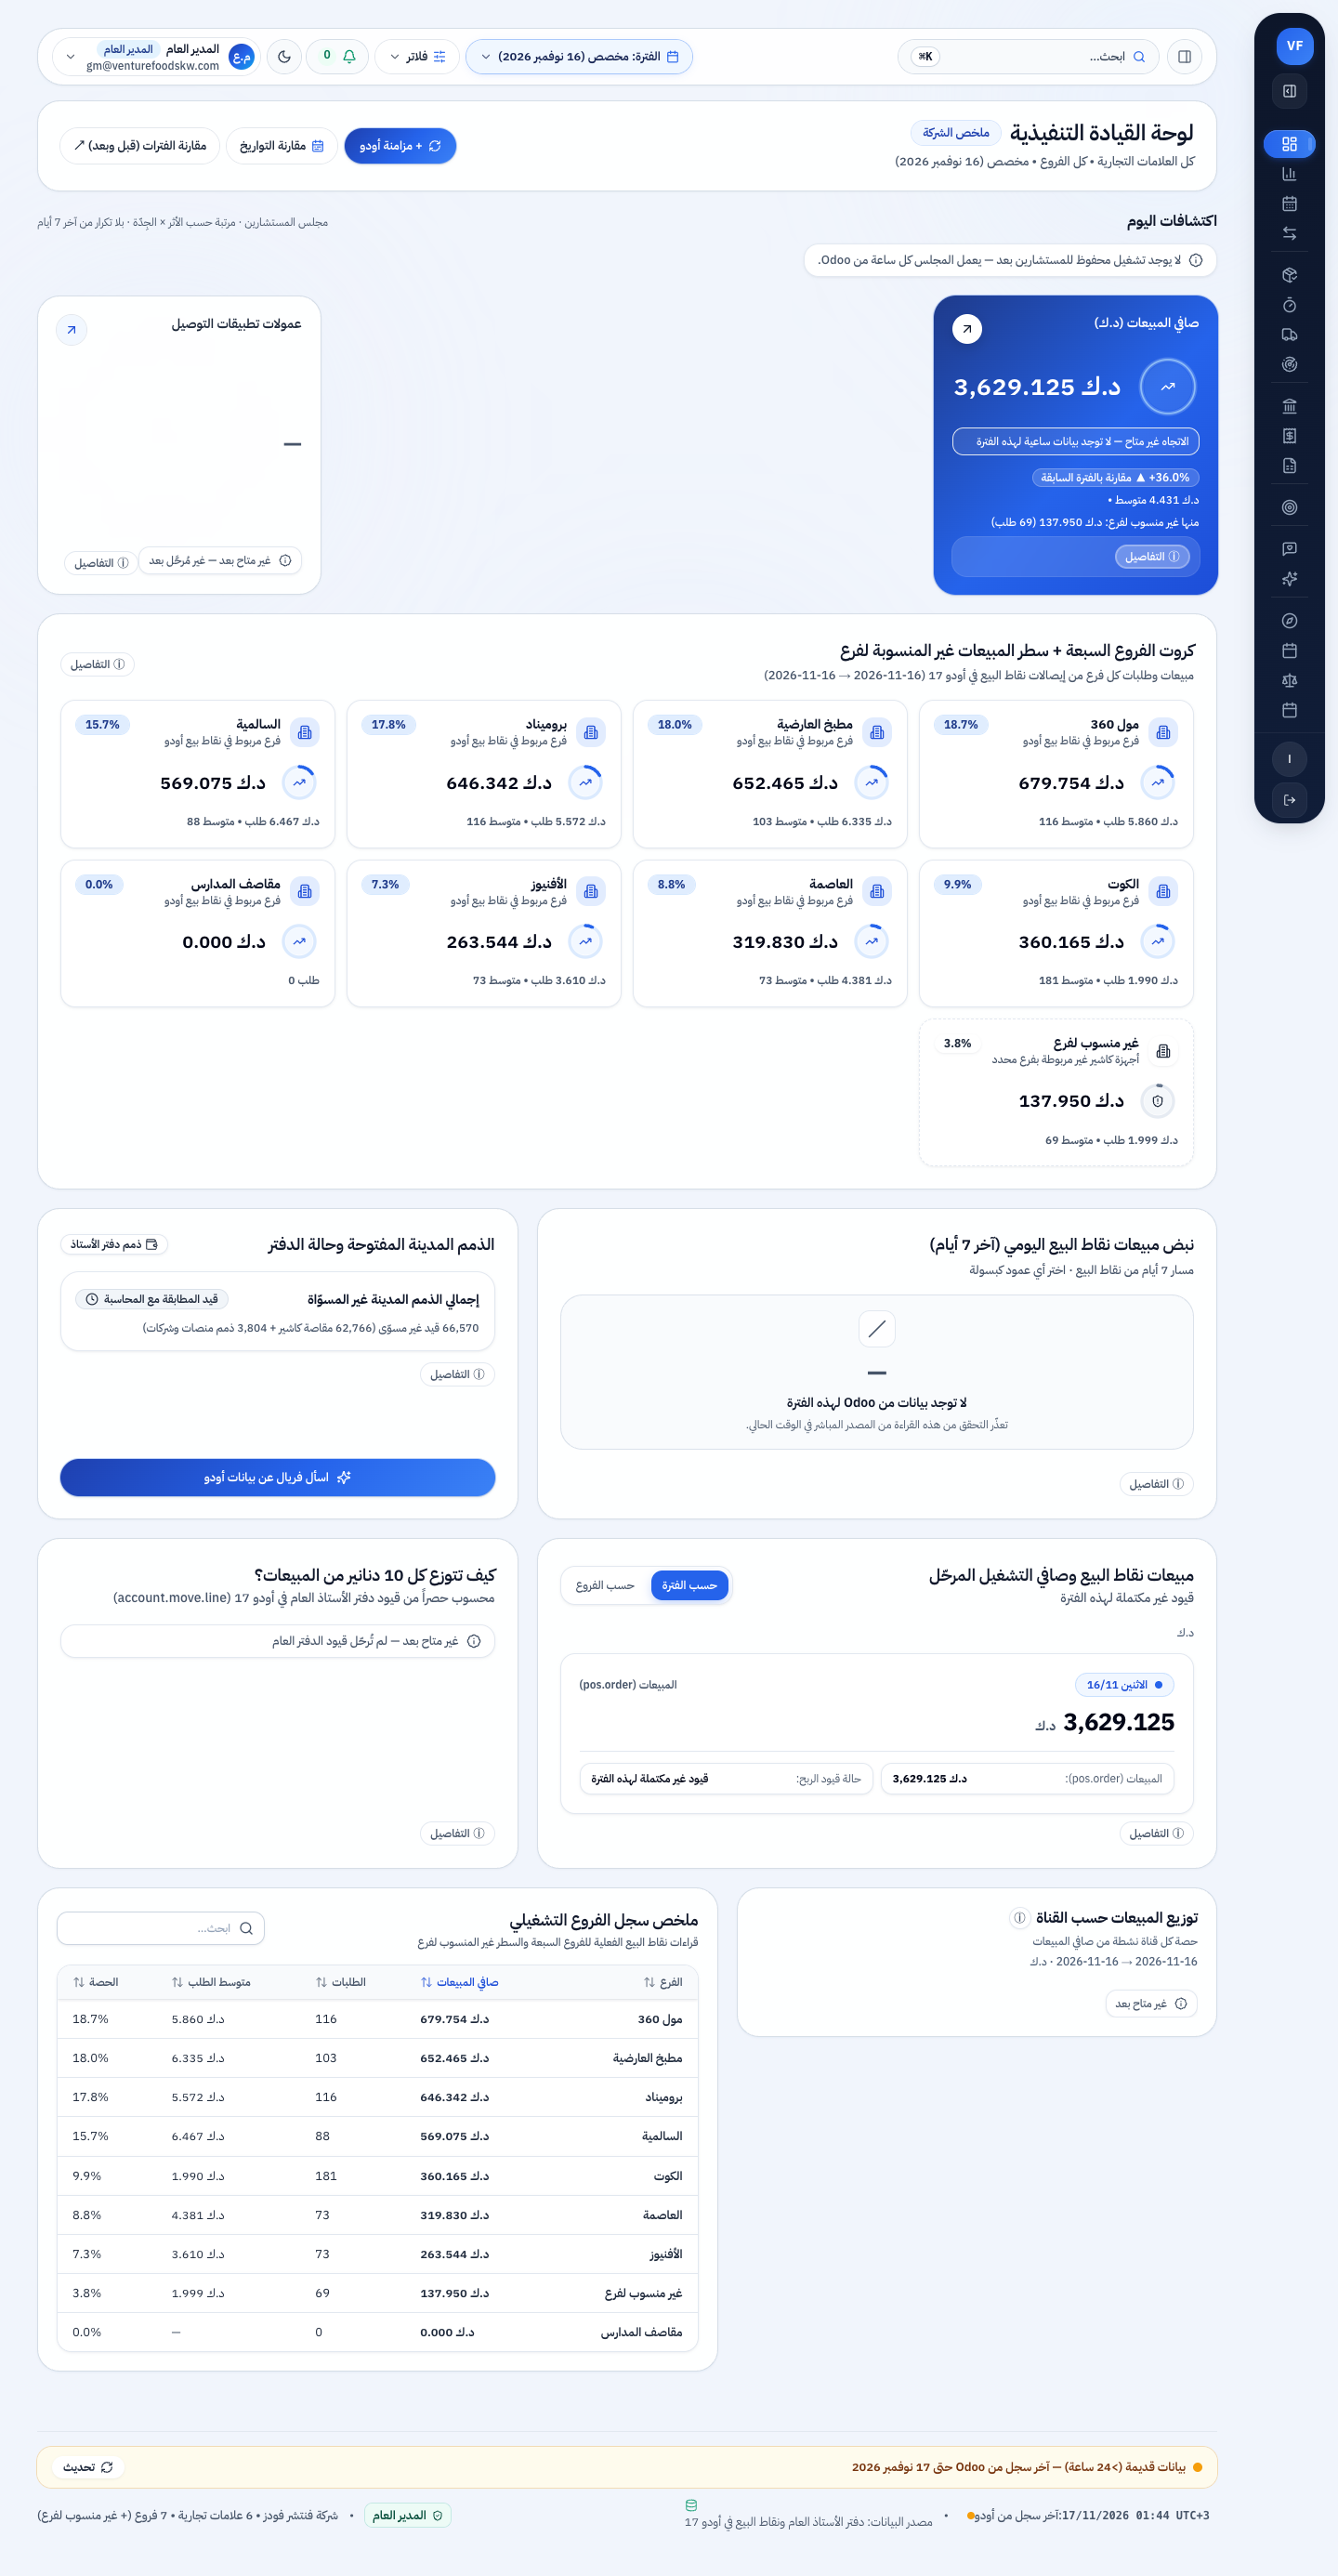 VF
ابحث...
⌘K
الفترة: مخصص (16 نوفمبر 2026)
فلاتر
0
م.ع
المدير العام
المدير العام
gm@venturefoodskw.com
لوحة القيادة التنفيذية
ملخص الشركة
كل العلامات التجارية • كل الفروع • مخصص (16 نوفمبر 2026)
+ مزامنة أودو
مقارنة التواريخ
مقارنة الفترات (قبل وبعد) ↗
اكتشافات اليوم
مجلس المستشارين · مرتبة حسب الأثر × الجِدّة · بلا تكرار من آخر 7 أيام
لا يوجد تشغيل محفوظ للمستشارين بعد — يعمل المجلس كل ساعة من Odoo.
صافي المبيعات (د.ك)
د.ك 3,629.125
الاتجاه غير متاح — لا توجد بيانات ساعية لهذه الفترة
+36.0% ▲ مقارنة بالفترة السابقة
د.ك 4.431 متوسط •
منها غير منسوب لفرع: د.ك 137.950 (69 طلب)
ⓘ التفاصيل
عمولات تطبيقات التوصيل
—
غير متاح بعد — غير مُرحَّل بعد
ⓘ التفاصيل
كروت الفروع السبعة + سطر المبيعات غير المنسوبة لفرع
مبيعات وطلبات كل فرع من إيصالات نقاط البيع في أودو 17 (2026-11-16 → 2026-11-16)
ⓘ التفاصيل
مول 360
18.7%
فرع مربوط في نقاط بيع أودو
د.ك 679.754
د.ك 5.860 طلب • متوسط 116
مطبخ العارضية
18.0%
فرع مربوط في نقاط بيع أودو
د.ك 652.465
د.ك 6.335 طلب • متوسط 103
بروميناد
17.8%
فرع مربوط في نقاط بيع أودو
د.ك 646.342
د.ك 5.572 طلب • متوسط 116
السالمية
15.7%
فرع مربوط في نقاط بيع أودو
د.ك 569.075
د.ك 6.467 طلب • متوسط 88
الكوت
9.9%
فرع مربوط في نقاط بيع أودو
د.ك 360.165
د.ك 1.990 طلب • متوسط 181
العاصمة
8.8%
فرع مربوط في نقاط بيع أودو
د.ك 319.830
د.ك 4.381 طلب • متوسط 73
الأفنيوز
7.3%
فرع مربوط في نقاط بيع أودو
د.ك 263.544
د.ك 3.610 طلب • متوسط 73
مقاصف المدارس
0.0%
فرع مربوط في نقاط بيع أودو
د.ك 0.000
طلب 0
غير منسوب لفرع
3.8%
أجهزة كاشير غير مربوطة بفرع محدد
د.ك 137.950
د.ك 1.999 طلب • متوسط 69
نبض مبيعات نقاط البيع اليومي (آخر 7 أيام)
مسار 7 أيام من نقاط البيع · اختر أي عمود كبسولة
—
لا توجد بيانات من Odoo لهذه الفترة
تعذّر التحقق من هذه القراءة من المصدر المباشر في الوقت الحالي.
ⓘ التفاصيل
الذمم المدينة المفتوحة وحالة الدفتر
ذمم دفتر الأستاذ
إجمالي الذمم المدينة غير المسوّاة
قيد المطابقة مع المحاسبة
66,570 قيد غير مسوّى (62,766 مقاصة كاشير + 3,804 ذمم منصات وشركات)
ⓘ التفاصيل
اسأل فريال عن بيانات أودو
مبيعات نقاط البيع وصافي التشغيل المرحّل
قيود غير مكتملة لهذه الفترة
حسب الفترة
حسب الفروع
د.ك
الاثنين 16/11
المبيعات (pos.order)
3,629.125 د.ك
المبيعات (pos.order):
د.ك 3,629.125
حالة قيود الربح:
قيود غير مكتملة لهذه الفترة
ⓘ التفاصيل
كيف تتوزع كل 10 دنانير من المبيعات؟
محسوب حصراً من قيود دفتر الأستاذ العام في أودو 17 (account.move.line)
غير متاح بعد — لم تُرحّل قيود الدفتر العام
ⓘ التفاصيل
توزيع المبيعات حسب القناة
ⓘ
حصة كل قناة نشطة من صافي المبيعات
2026-11-16 → 2026-11-16 · د.ك
غير متاح بعد
ملخص سجل الفروع التشغيلي
قراءات نقاط البيع الفعلية للفروع السبعة والسطر غير المنسوب لفرع
ابحث...
الفرع صافي المبيعات الطلبات متوسط الطلب الحصة
مول 360 د.ك 679.754 116 د.ك 5.860 18.7%
مطبخ العارضية د.ك 652.465 103 د.ك 6.335 18.0%
بروميناد د.ك 646.342 116 د.ك 5.572 17.8%
السالمية د.ك 569.075 88 د.ك 6.467 15.7%
الكوت د.ك 360.165 181 د.ك 1.990 9.9%
العاصمة د.ك 319.830 73 د.ك 4.381 8.8%
الأفنيوز د.ك 263.544 73 د.ك 3.610 7.3%
غير منسوب لفرع د.ك 137.950 69 د.ك 1.999 3.8%
مقاصف المدارس د.ك 0.000 0 — 0.0%
بيانات قديمة (>24 ساعة) — آخر سجل من Odoo حتى 17 نوفمبر 2026
تحديث
17/11/2026 01:44 UTC+3:آخر سجل من أودو
•
مصدر البيانات: دفتر الأستاذ العام ونقاط البيع في أودو 17
المدير العام
•
شركة فنتشر فودز • 6 علامات تجارية • 7 فروع (+ غير منسوب لفرع)